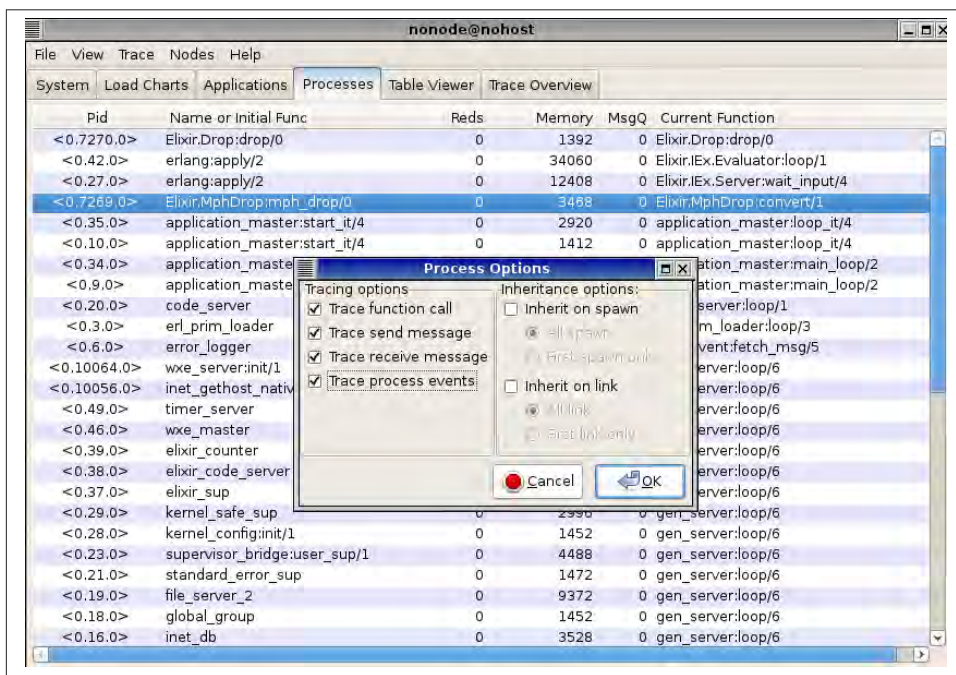 nonode@nohost
File View Trace Nodes Help
System Load Charts Applications Processes Table Viewer Trace Overview
Pid Name or Initial Func Reds Memory MsgQ Current Function
<0.7270.0> Elixir.Drop:drop/0 0 1392 0 Elixir.Drop:drop/0
<0.42.0> erlang:apply/2 0 34060 0 Elixir.IEx.Evaluator:loop/1
<0.27.0> erlang:apply/2 0 12408 0 Elixir.IEx.Server:wait_input/4
<0.7269.0> Elixir.MphDrop:mph_drop/0 0 3468 0 Elixir.MphDrop:convert/1
<0.35.0> application_master:start_it/4 0 2920 0 application_master:loop_it/4
<0.10.0> application_master:start_it/4 0 1412 0 application_master:loop_it/4
<0.34.0> application_maste ation_master:main_loop/2
<0.9.0> application_maste ation_master:main_loop/2
<0.20.0> code_server server:loop/1
<0.3.0> erl_prim_loader m_loader:loop/3
<0.6.0> error_logger vent:fetch_msg/5
<0.10064.0> wxe_server:init/1 erver:loop/6
<0.10056.0> inet_gethost_nativ erver:loop/6
<0.49.0> timer_server erver:loop/6
<0.46.0> wxe_master erver:loop/6
<0.39.0> elixir_counter erver:loop/6
<0.38.0> elixir_code_server erver:loop/6
<0.37.0> elixir_sup erver:loop/6
<0.29.0> kernel_safe_sup 0 2996 0 gen_server:loop/6
<0.28.0> kernel_config:init/1 0 1452 0 gen_server:loop/6
<0.23.0> supervisor_bridge:user_sup/1 0 4488 0 gen_server:loop/6
<0.21.0> standard_error_sup 0 1472 0 gen_server:loop/6
<0.19.0> file_server_2 0 9372 0 gen_server:loop/6
<0.18.0> global_group 0 1452 0 gen_server:loop/6
<0.16.0> inet_db 0 3528 0 gen_server:loop/6
Process Options
Tracing options
Trace function call
Trace send message
Trace receive message
Trace process events
Inheritance options:
Inherit on spawn
All spawn
First spawn only
Inherit on link
All link
First link only
Cancel
OK